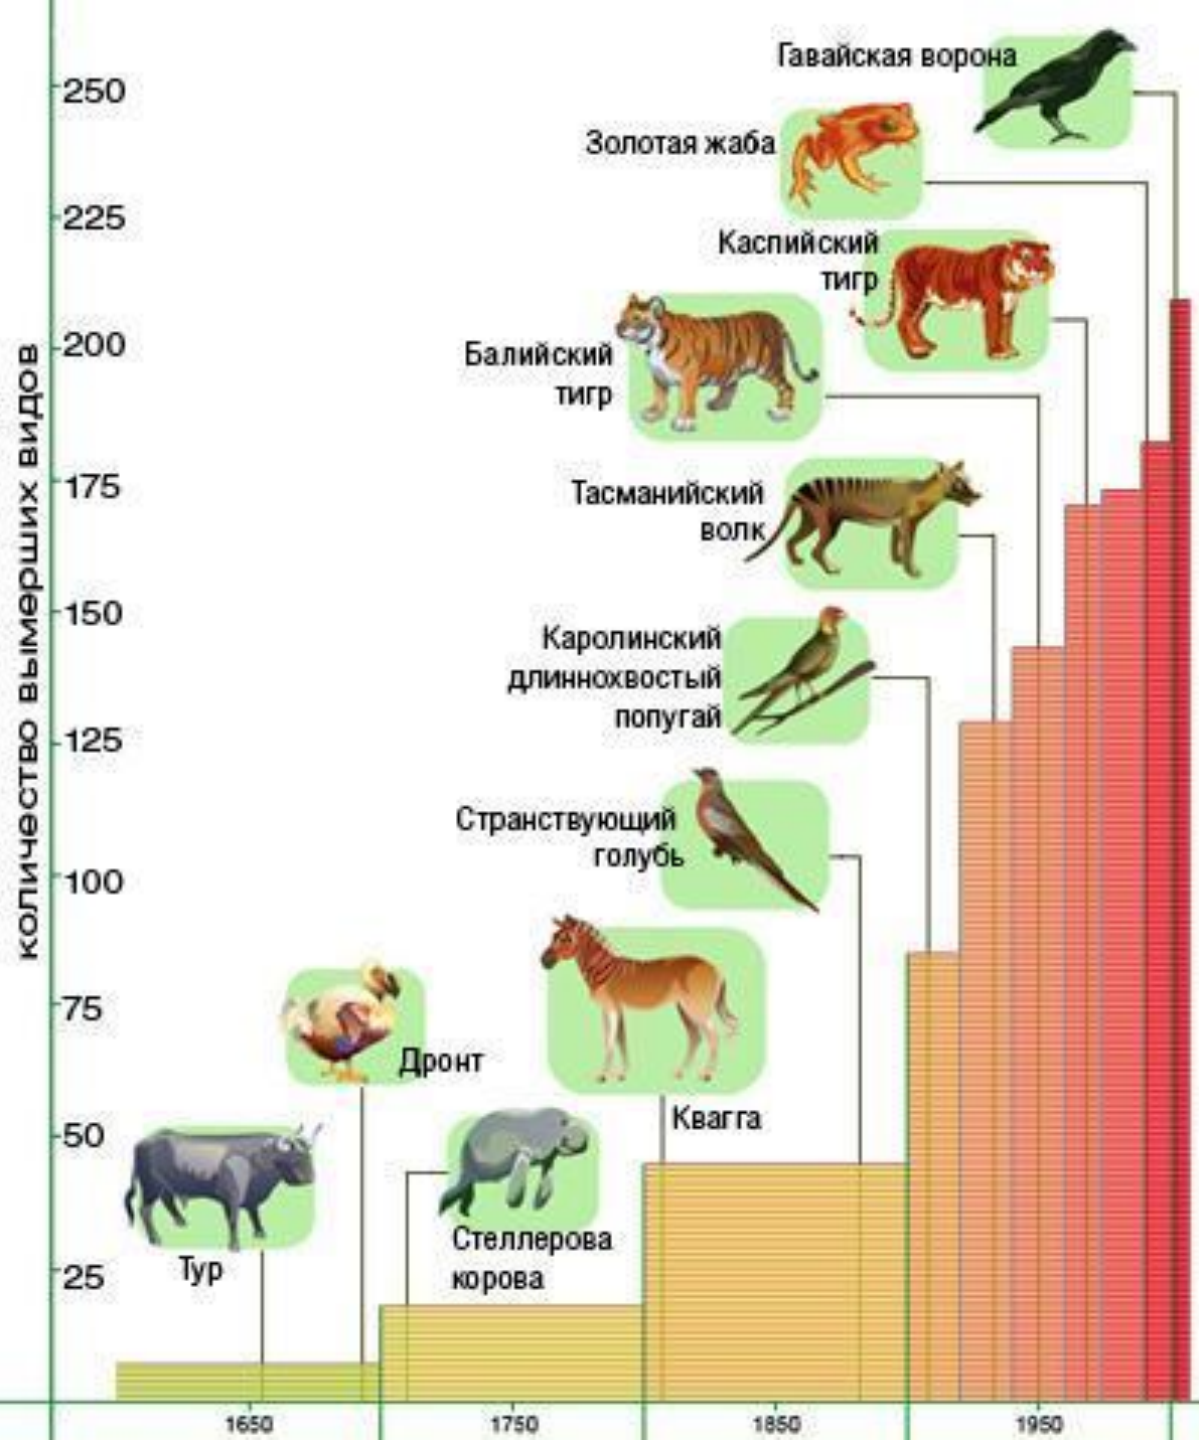 количество вымерших видов
250
225
200
175
150
125
100
75
50
25
Гавайская ворона
Золотая жаба
Каспийский
тигр
Балийский
тигр
Тасманийский
волк
Каролинский
длиннохвостый
попугай
Странствующий
голубь
Дронт
Квагга
Тур
Стеллерова
корова
1650
1750
1850
1950